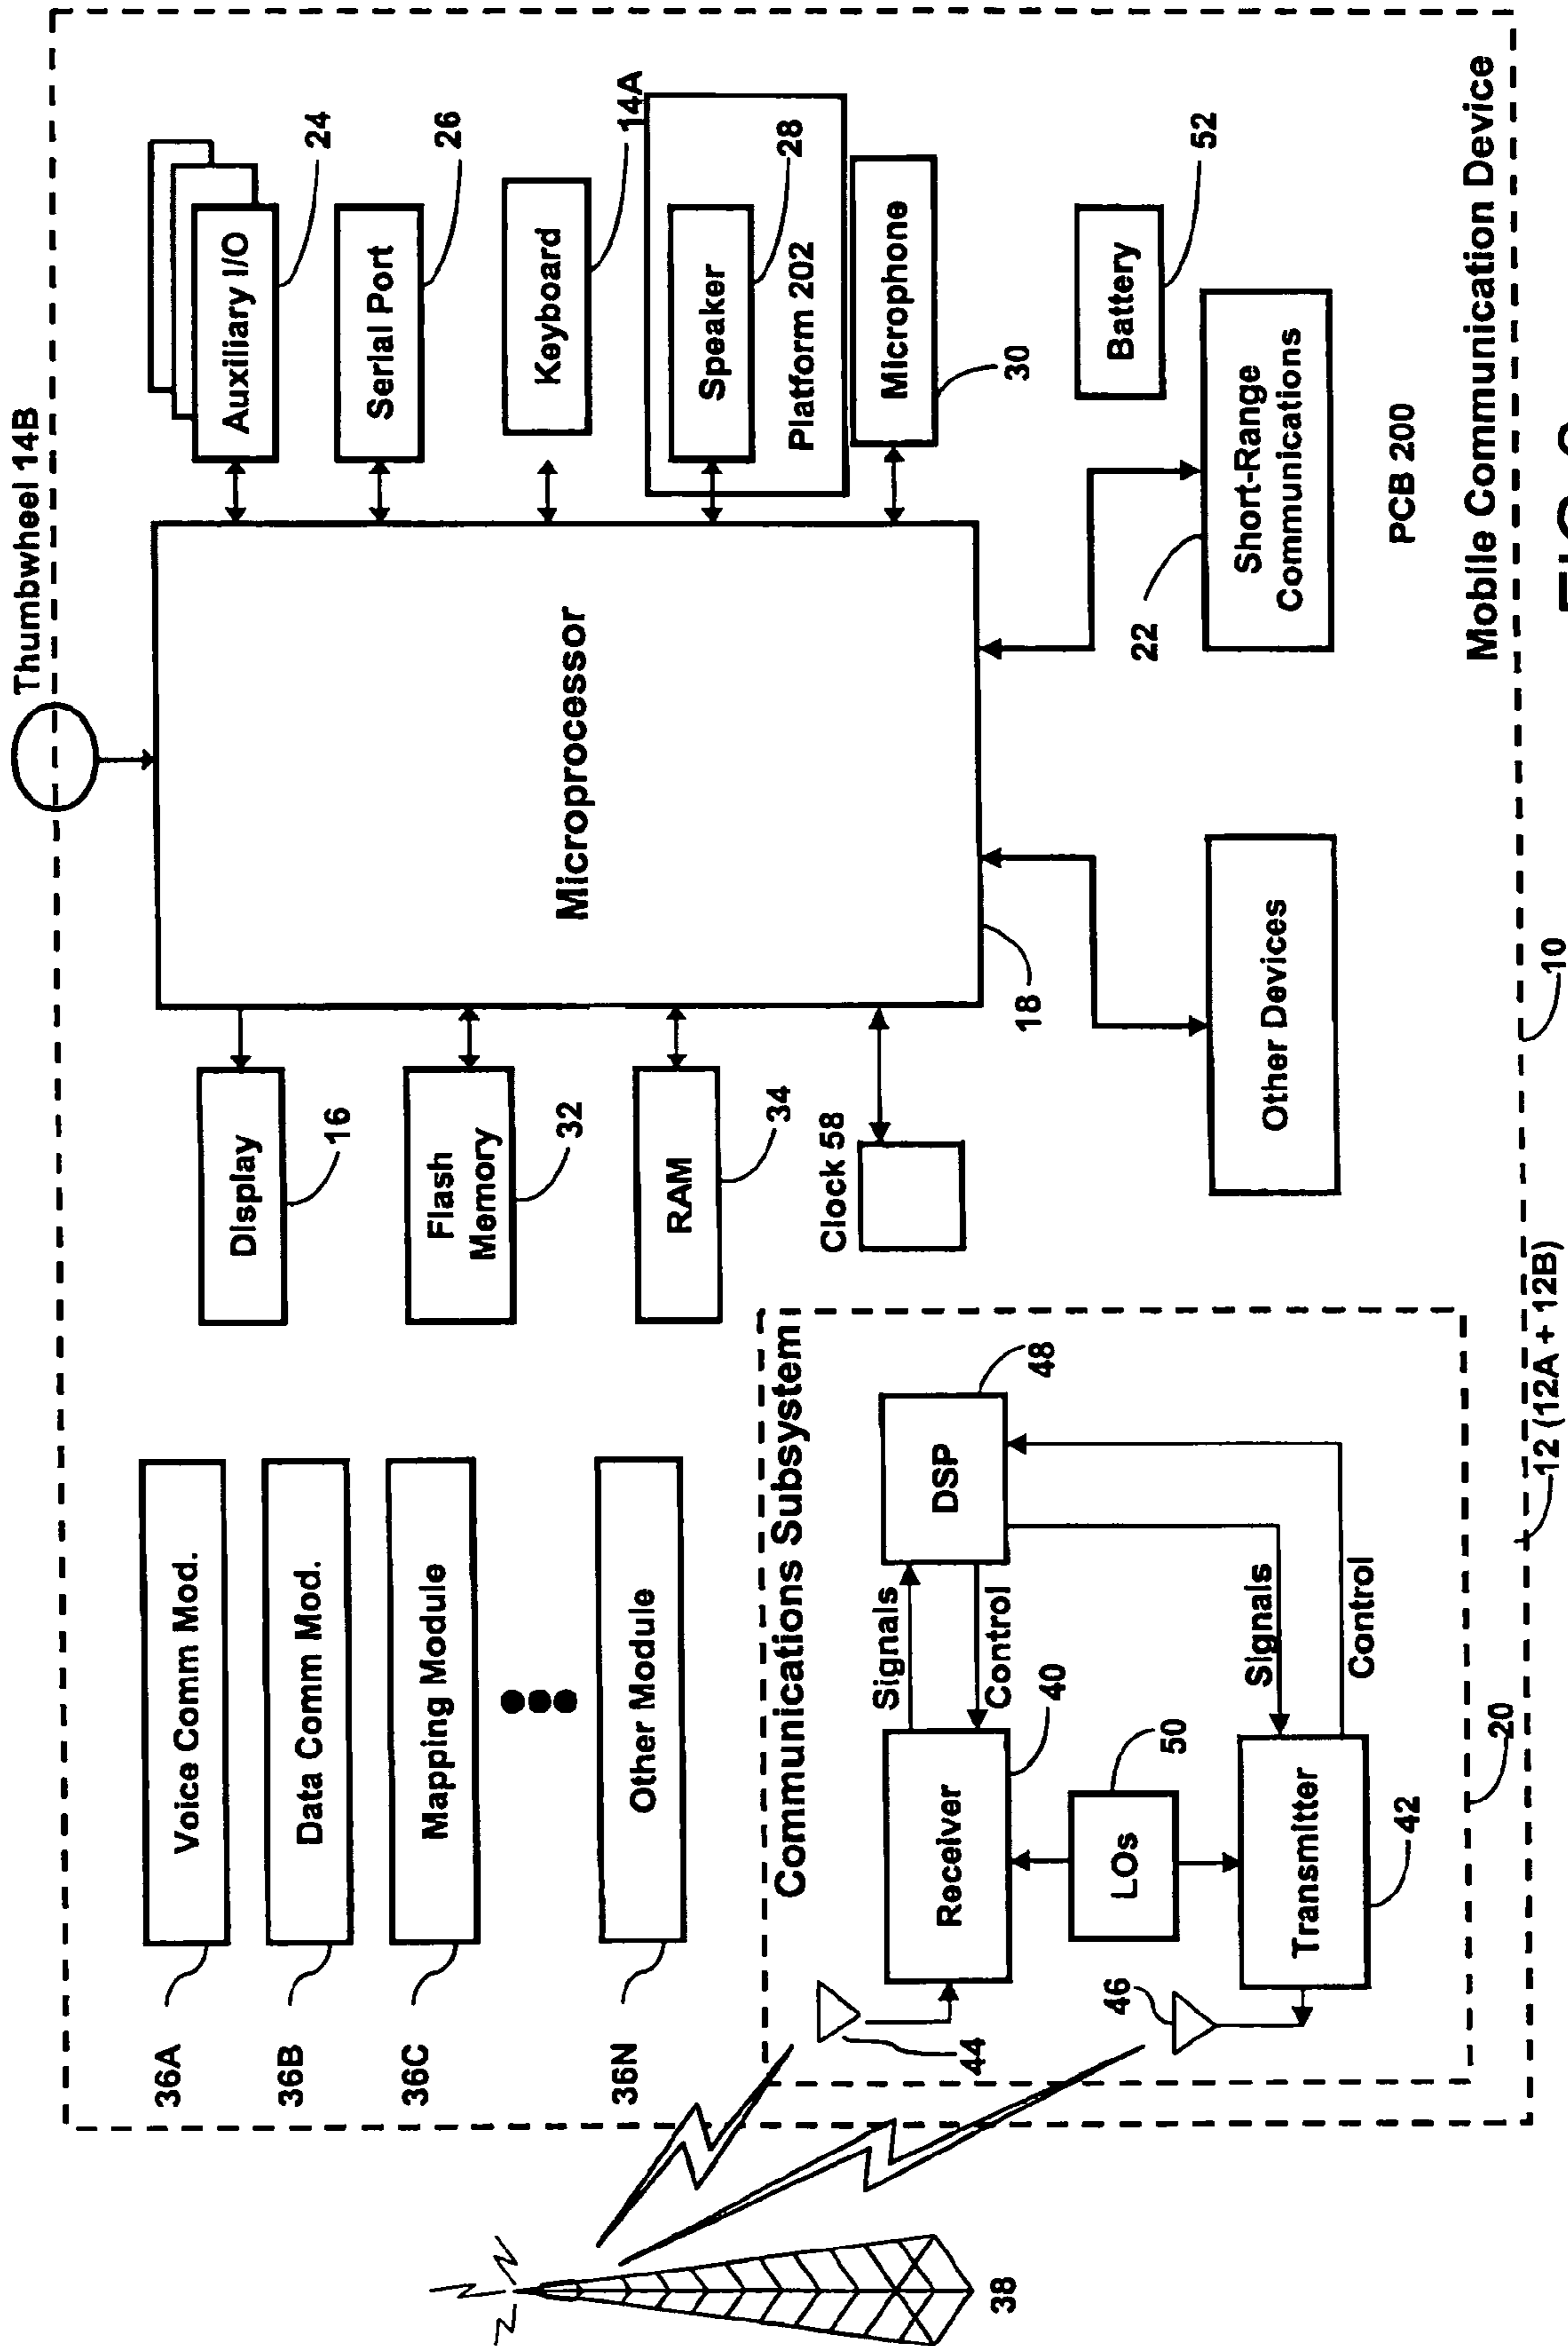 Thumbwheel 14B
36A
Voice Comm Mod.
36B
Data Comm Mod.
36C
Mapping Module
36N
Other Module
Display
16
Flash
Memory
32
RAM
34
Clock 58
Microprocessor
18
Auxiliary I/O
24
Serial Port
26
Keyboard
14A
Speaker
28
Platform 202
Microphone
30
Battery
52
Short-Range
Communications
22
Other Devices
PCB 200
Mobile Communication Device
Communications Subsystem
Receiver
40
Signals
Control
DSP
48
LOs
50
Transmitter
42
Signals
Control
44
46
20
38
12 (12A + 12B)
10